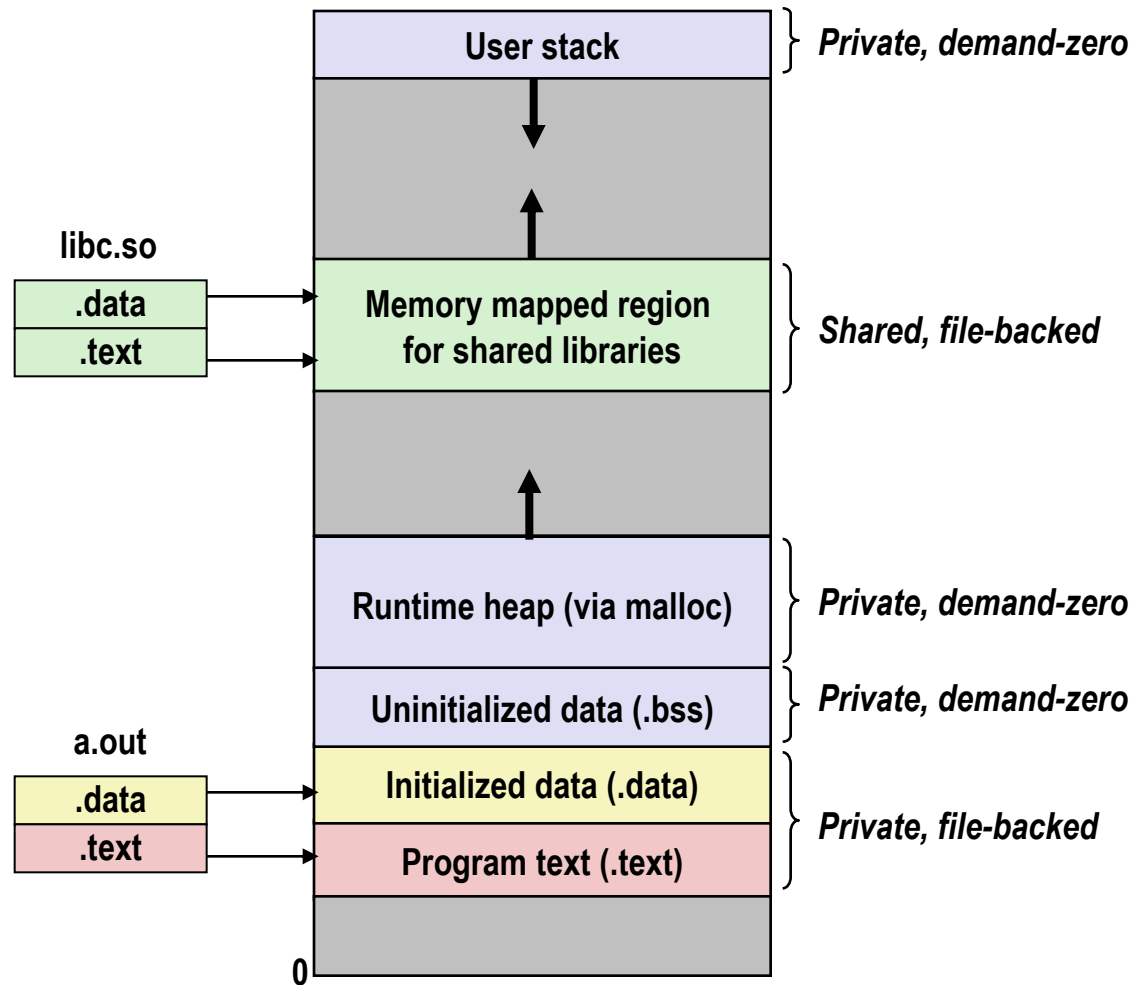 User stack
Private, demand-zero
libc.so
.data
.text
Memory mapped region
for shared libraries
Shared, file-backed
Runtime heap (via malloc)
Private, demand-zero
Uninitialized data (.bss)
Private, demand-zero
a.out
.data
.text
Initialized data (.data)
Program text (.text)
Private, file-backed
0